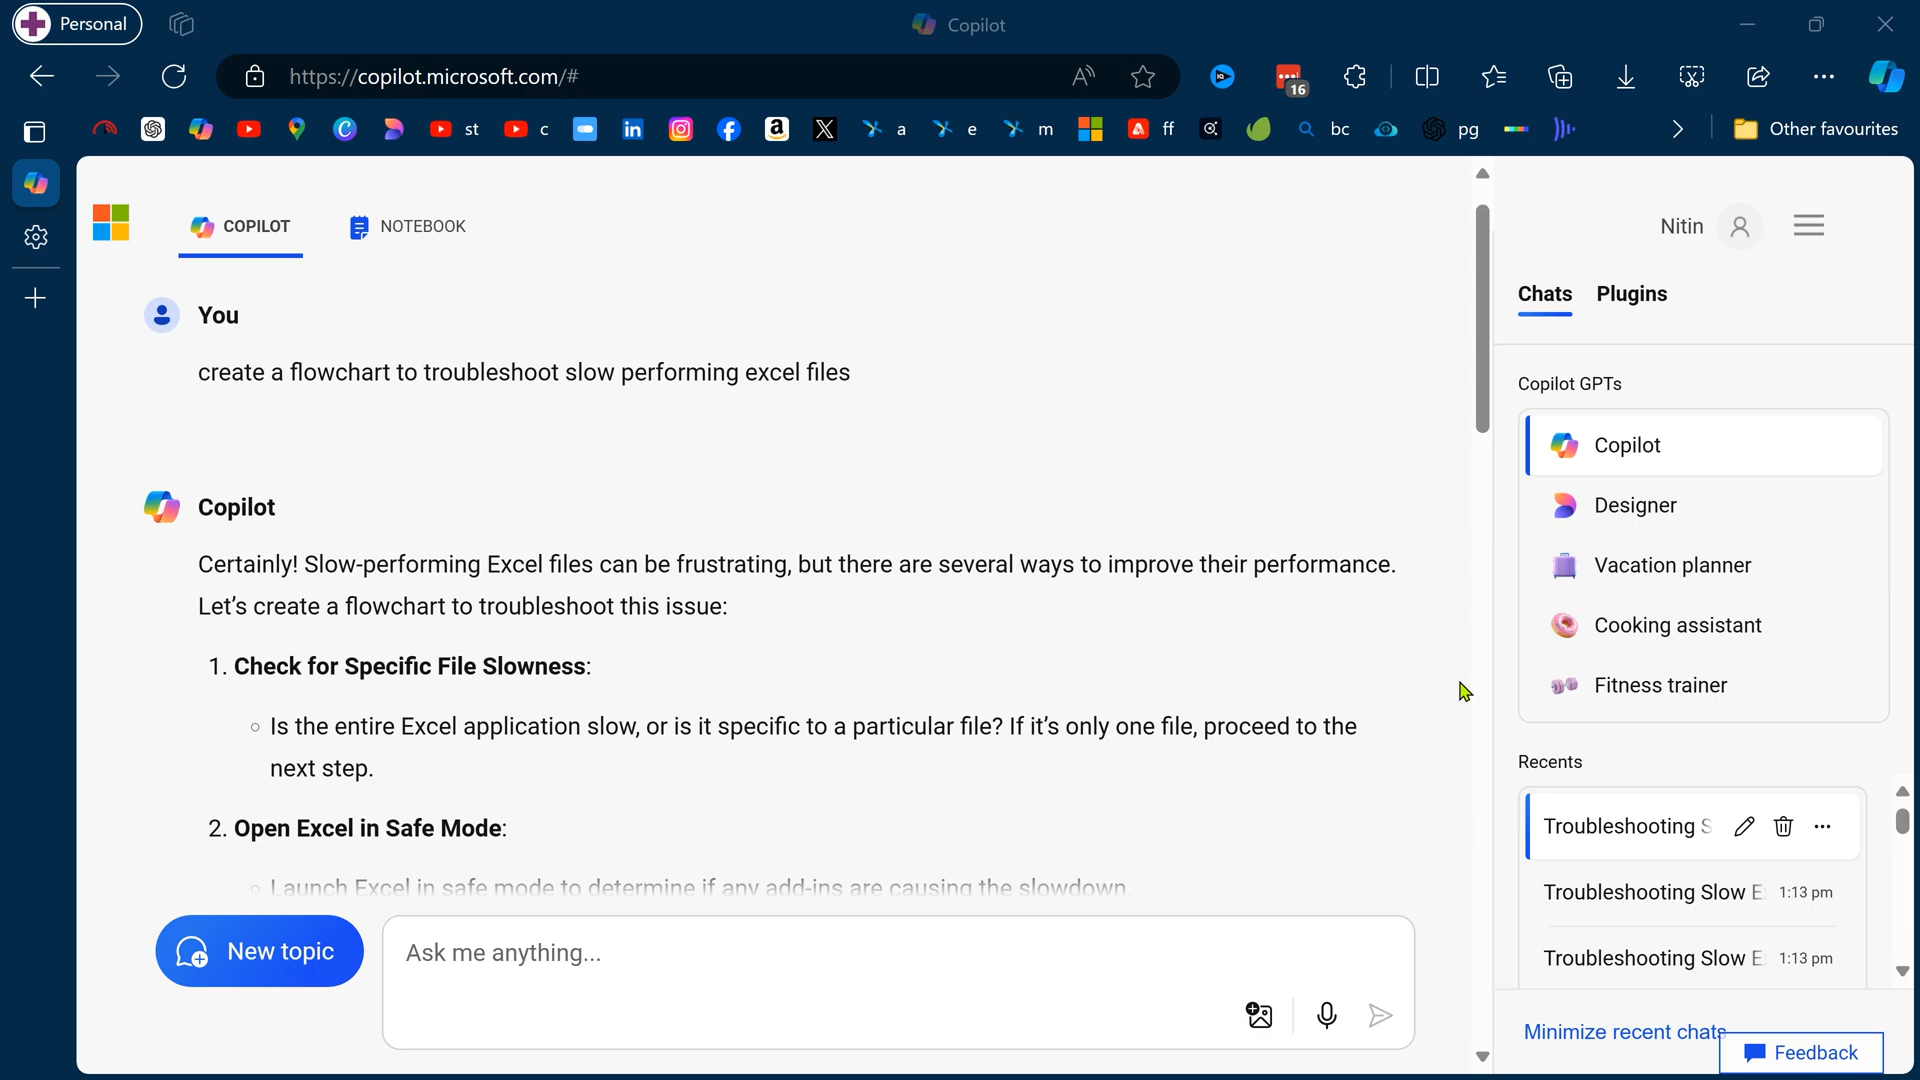 Personal
Copilot
https://copilot.microsoft.com/#
16
st
c
a
e
m
ff
bc
pg
Other favourites
COPILOT
NOTEBOOK
You
create a flowchart to troubleshoot slow performing excel files
Copilot
Certainly! Slow-performing Excel files can be frustrating, but there are several ways to improve their performance.
Let’s create a flowchart to troubleshoot this issue:
1. Check for Specific File Slowness:
Is the entire Excel application slow, or is it specific to a particular file? If it’s only one file, proceed to the
next step.
2. Open Excel in Safe Mode:
Launch Excel in safe mode to determine if any add-ins are causing the slowdown.
New topic
Ask me anything...
Nitin
Chats Plugins
Copilot GPTs
Copilot
Designer
Vacation planner
Cooking assistant
Fitness trainer
Recents
Troubleshooting S
Troubleshooting Slow E 1:13 pm
Troubleshooting Slow E 1:13 pm
Minimize recent chats
Feedback